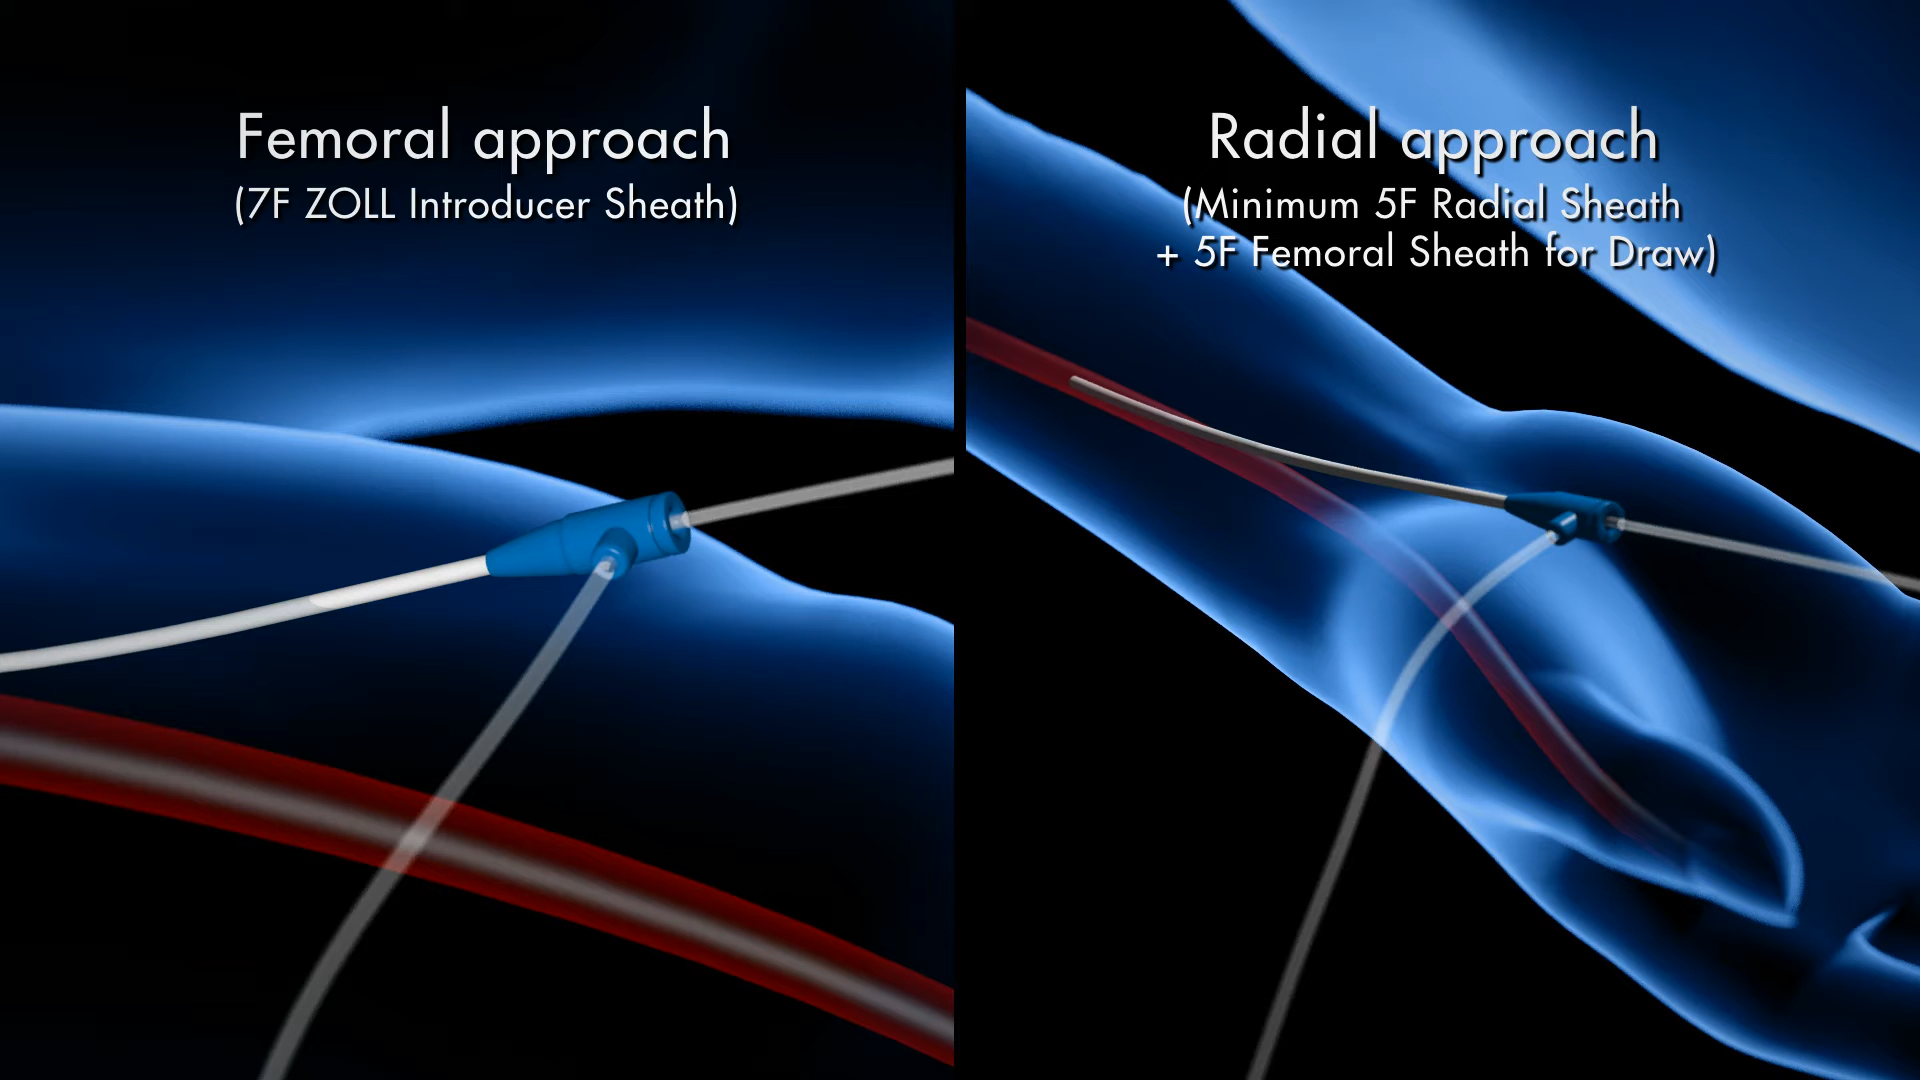 Femoral approach
(7F ZOLL Introducer Sheath)
Radial approach
(Minimum 5F Radial Sheath
+ 5F Femoral Sheath for Draw)